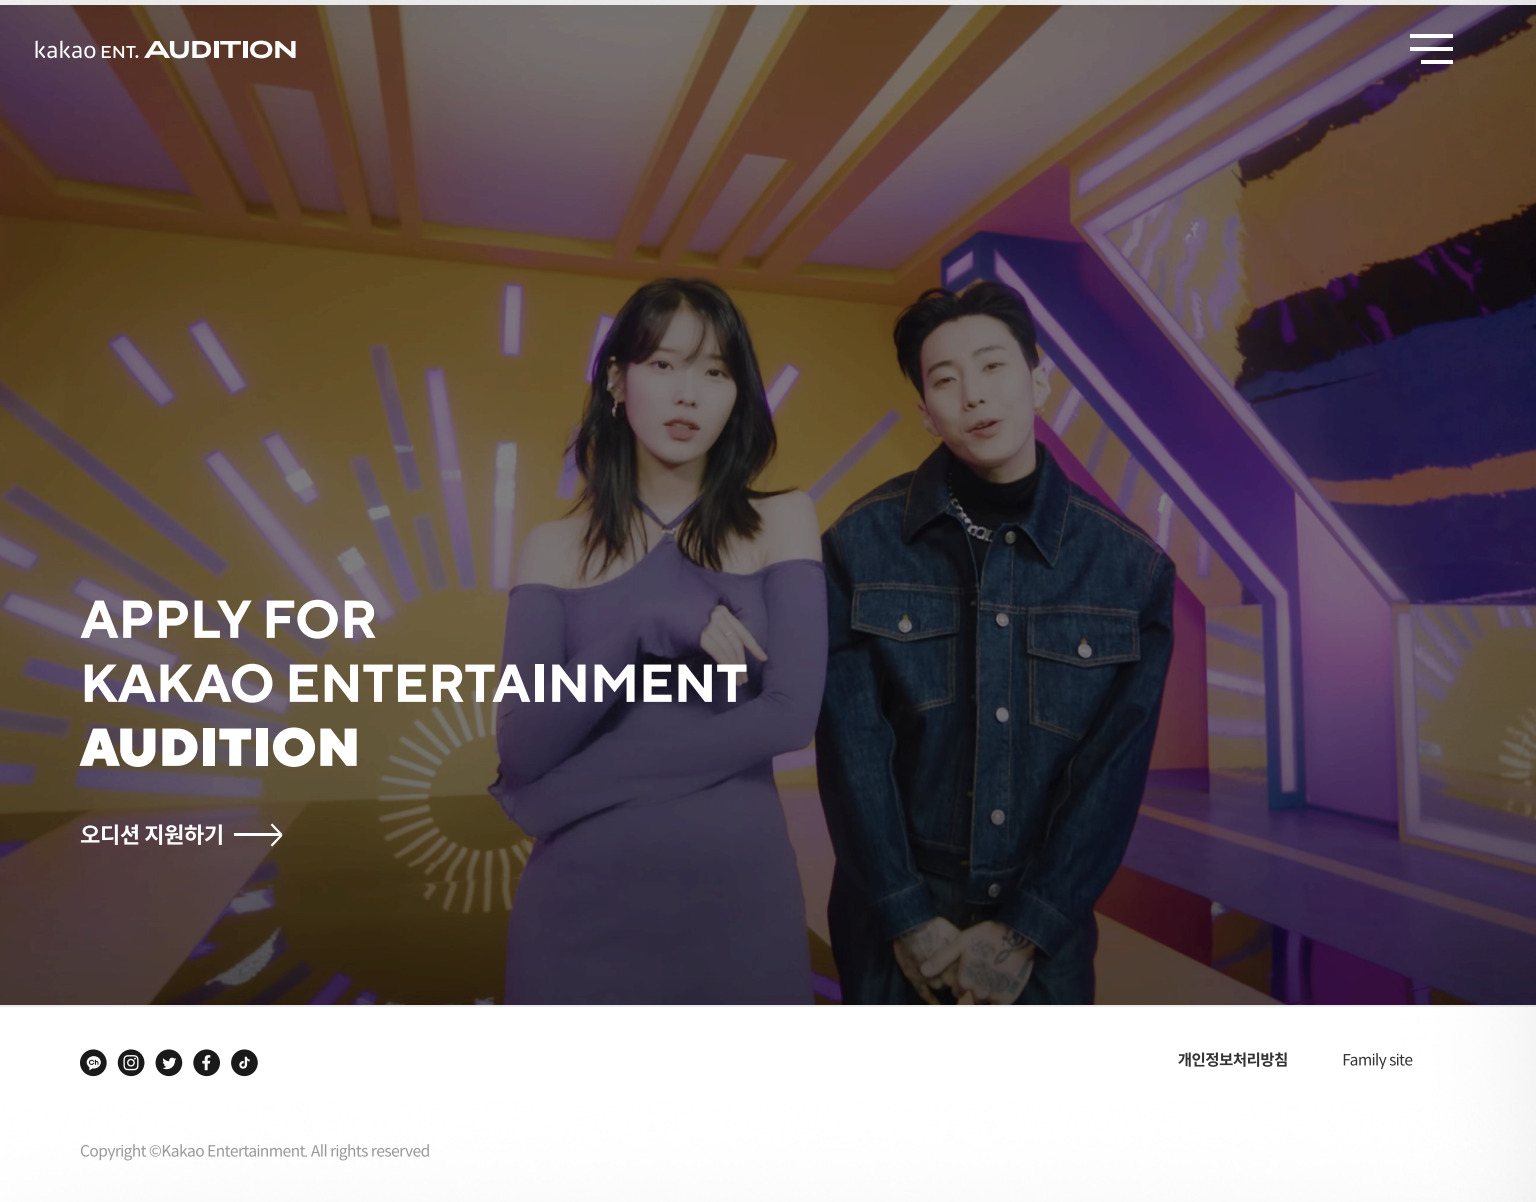 kakao ENT. AUDITION
APPLY FOR
KAKAO ENTERTAINMENT
AUDITION
오디션 지원하기
Ch
개인정보처리방침
Family site
Copyright ©Kakao Entertainment. All rights reserved